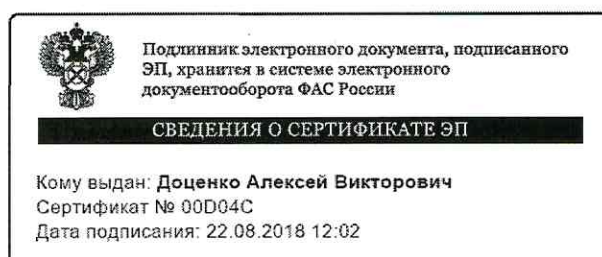 Подлинник электронного документа, подписанного
ЭП, хранится в системе электронного
документооборота ФАС России
СВЕДЕНИЯ О СЕРТИФИКАТЕ ЭП
Кому выдан: Доценко Алексей Викторович
Сертификат № 00D04C
Дата подписания: 22.08.2018 12:02